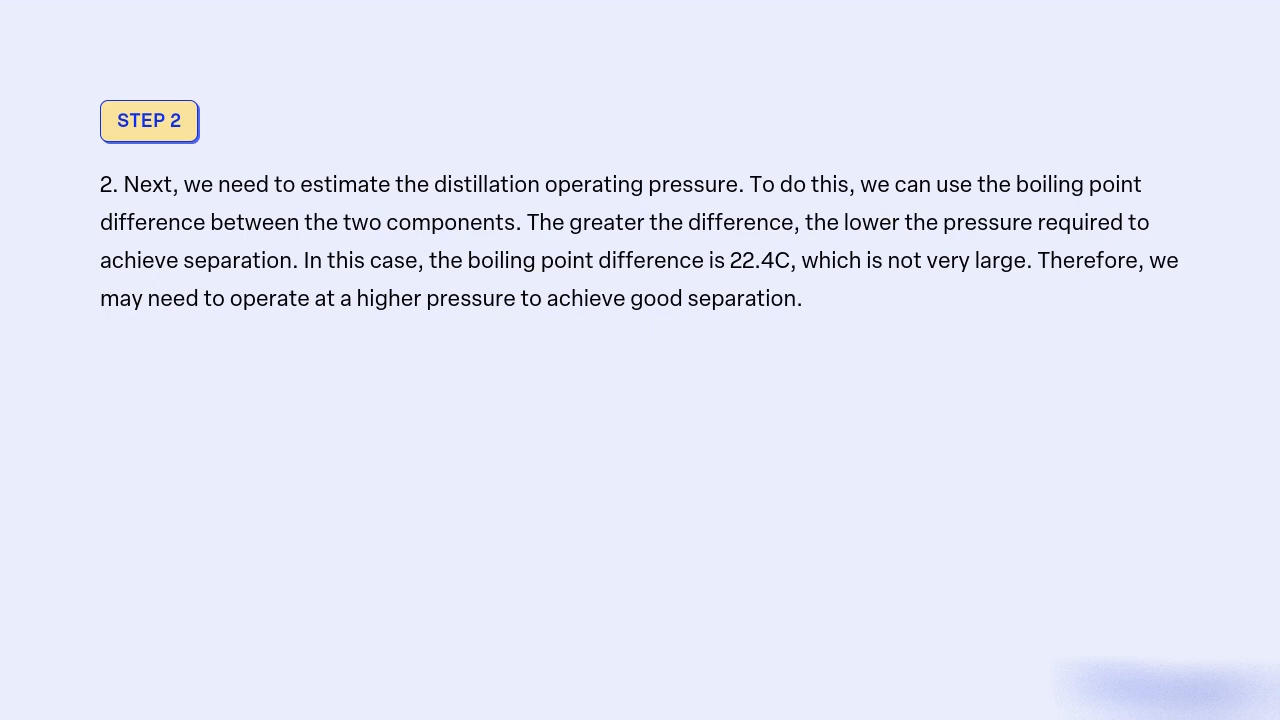 STEP 2
2. Next, we need to estimate the distillation operating pressure. To do this, we can use the boiling point
difference between the two components. The greater the difference, the lower the pressure required to
achieve separation. In this case, the boiling point difference is 22.4C, which is not very large. Therefore, we
may need to operate at a higher pressure to achieve good separation.